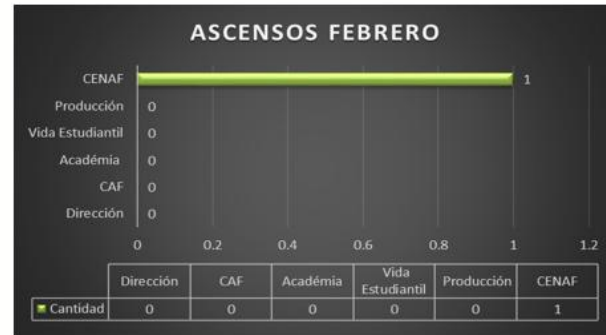 ASCENSOS FEBRERO
CENAF 1
Producción 0
Vida Estudiantil 0
Académia 0
CAF 0
Dirección 0
0 0.2 0.4 0.6 0.8 1 1.2
Dirección CAF Académia Vida Estudiantil Producción CENAF
Cantidad 0 0 0 0 0 1